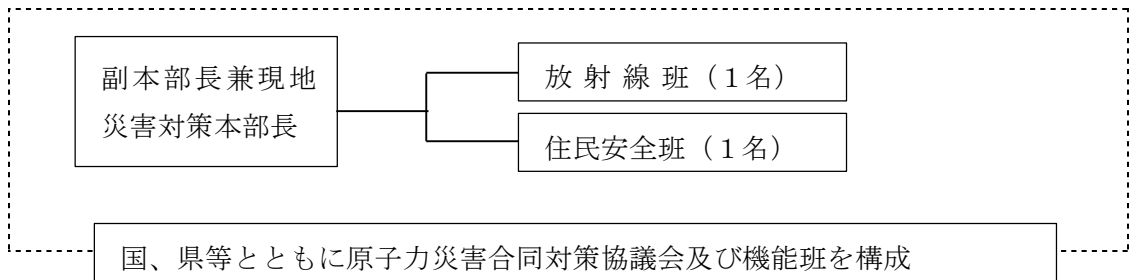 副本部長兼現地
災害対策本部長
放 射 線 班（１名）
住民安全班（１名）
国、県等とともに原子力災害合同対策協議会及び機能班を構成